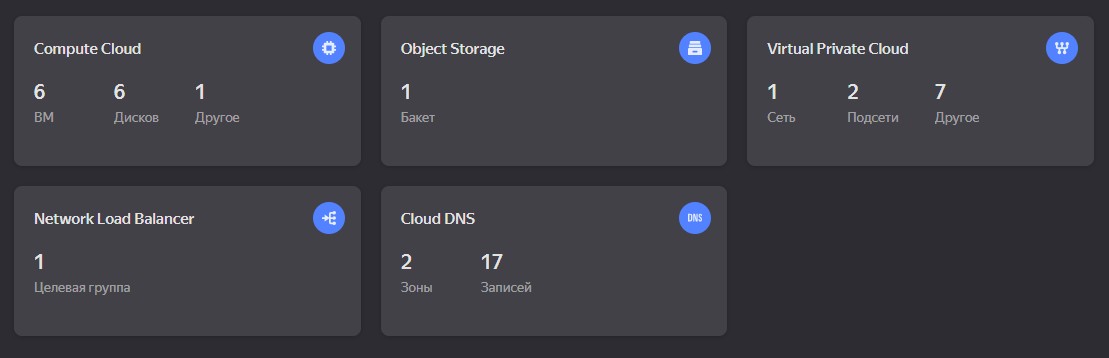 Compute Cloud
6 6 1
ВМ Дисков Другое
Object Storage
1
Бакет
Virtual Private Cloud
1 2 7
Сеть Подсети Другое
Network Load Balancer
1
Целевая группа
Cloud DNS
DNS
2 17
Зоны Записей